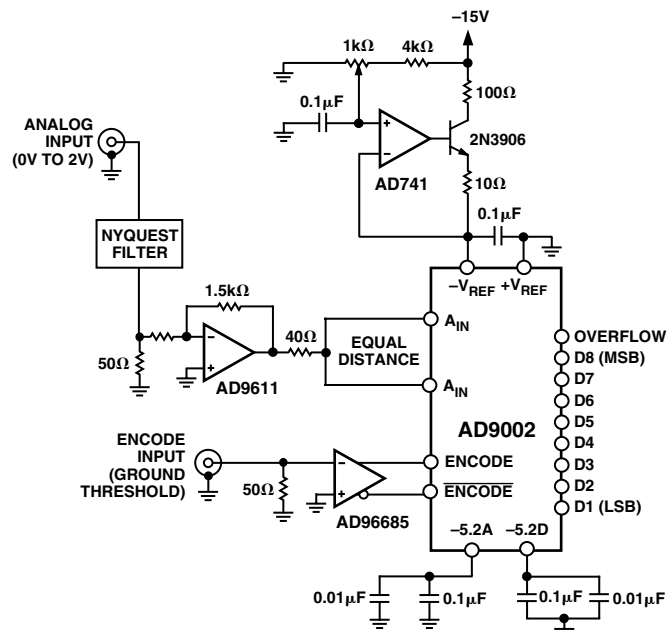 –15V
1kΩ
4kΩ
100Ω
0.1μF
+
–
AD741
2N3906
10Ω
0.1μF
ANALOG
INPUT
(0V TO 2V)
NYQUEST
FILTER
1.5kΩ
50Ω
–
+
AD9611
40Ω
EQUAL
DISTANCE
–VREF
+VREF
AIN
AIN
AD9002
OVERFLOW
D8 (MSB)
D7
D6
D5
D4
D3
D2
D1 (LSB)
ENCODE
INPUT
(GROUND
THRESHOLD)
50Ω
–
+
AD96685
ENCODE
ENCODE
–5.2A
–5.2D
0.01μF
0.1μF
0.1μF
0.01μF